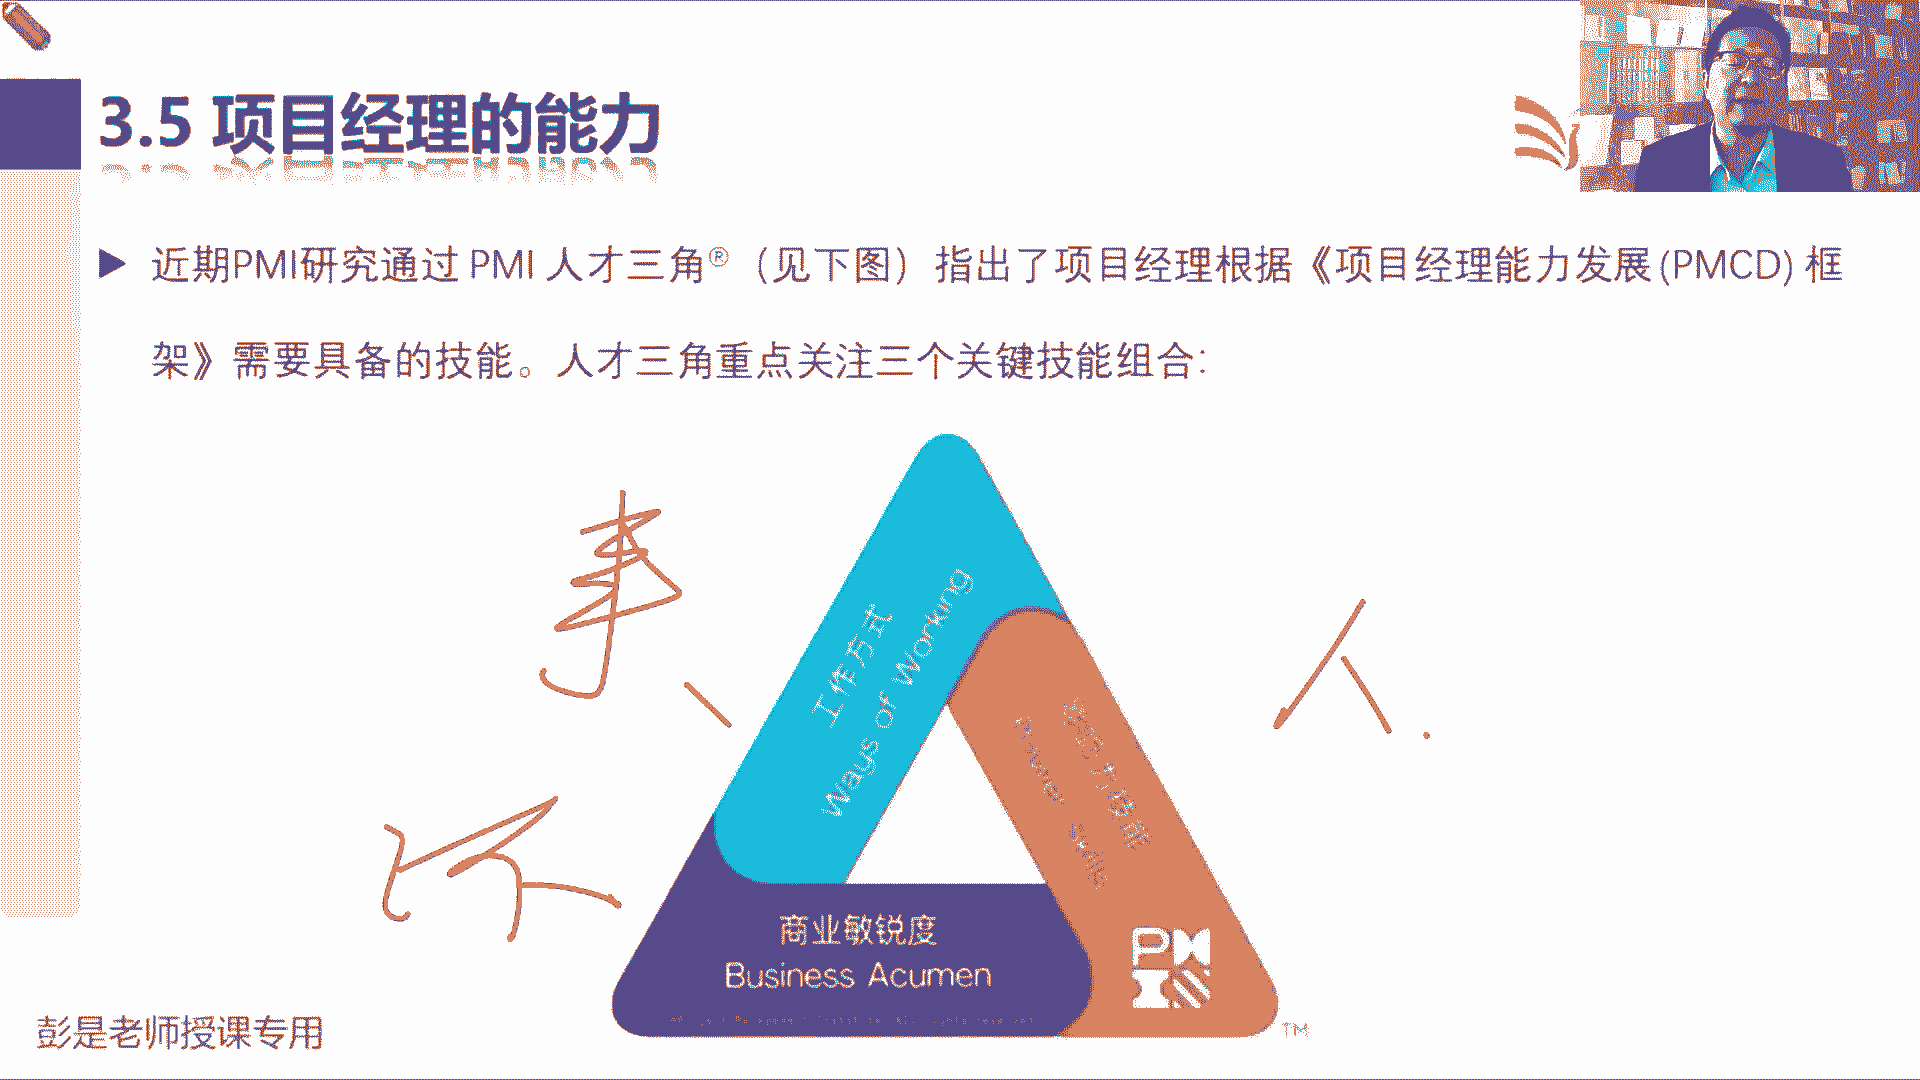 3.5 项目经理的能力
近期PMI研究通过 PMI 人才三角®（见下图）指出了项目经理根据《项目经理能力发展(PMCD) 框
架》需要具备的技能。人才三角重点关注三个关键技能组合：
事、
人.
工作方式
Ways of Working
商业敏锐度
Business Acumen
PMI
TM
彭是老师授课专用